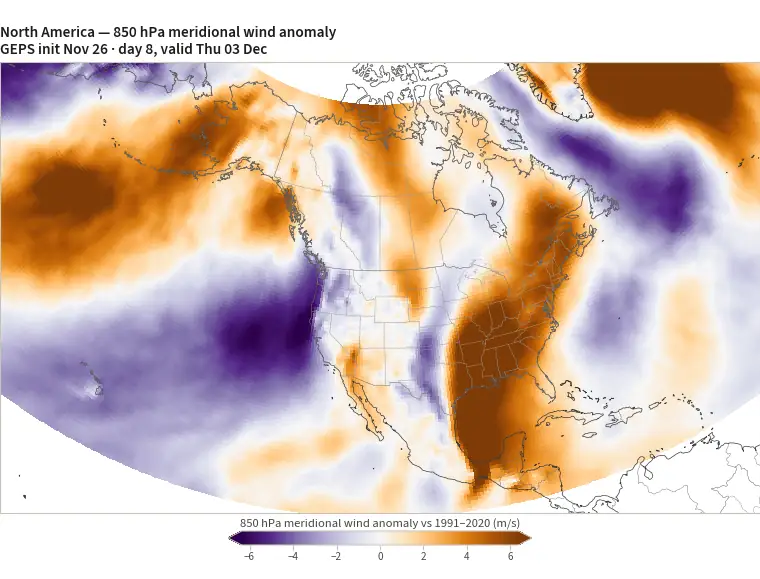 North America — 850 hPa meridional wind anomaly
GEPS init Nov 26 · day 8, valid Thu 03 Dec
850 hPa meridional wind anomaly vs 1991–2020 (m/s)
−6 −4 −2 0 2 4 6